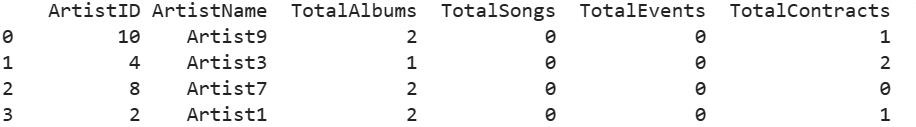 ArtistID ArtistName TotalAlbums TotalSongs TotalEvents TotalContracts
0 10 Artist9 2 0 0 1
1 4 Artist3 1 0 0 2
2 8 Artist7 2 0 0 0
3 2 Artist1 2 0 0 1